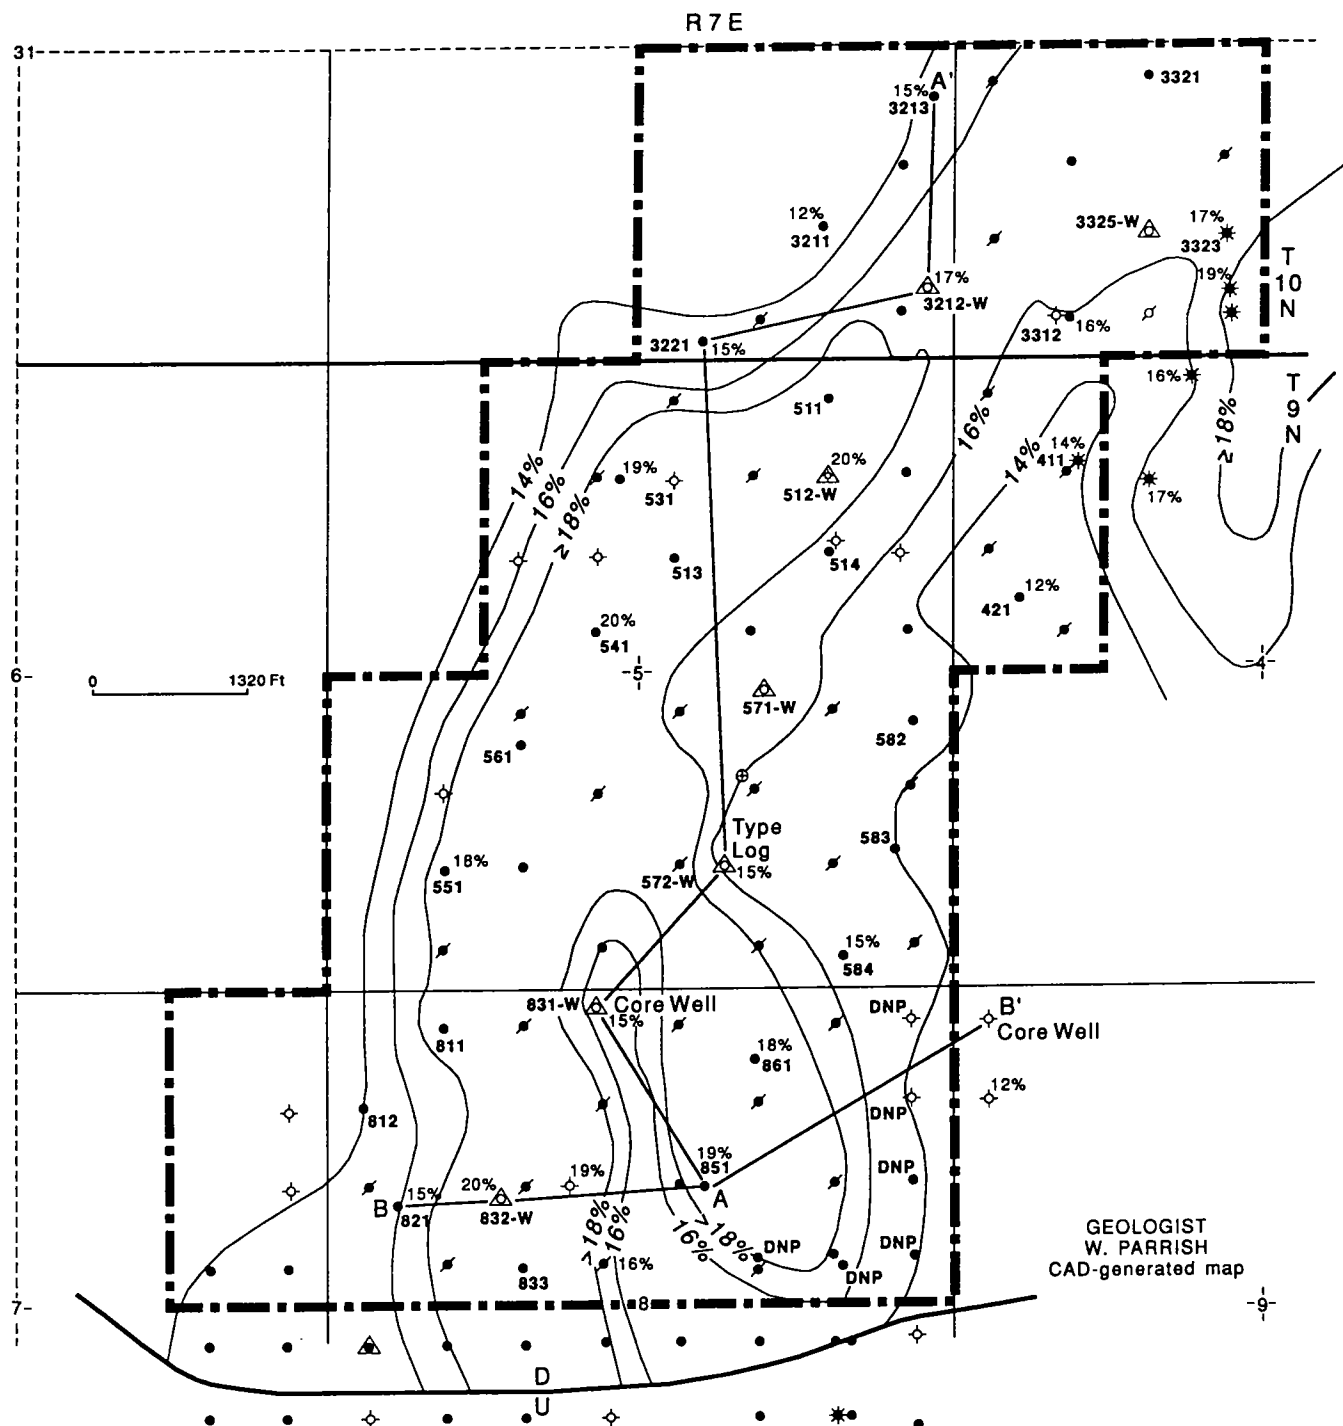 R 7 E
31
A'
15%
3213
3321
12%
3211
3325-W
17%
3323
T
10
N
19%
17%
3212-W
3312
16%
3221
15%
16%
T
9
N
511
16%
≥18%
14%
14%
411
14%
16%
≥18%
19%
531
20%
512-W
17%
513
514
12%
421
20%
541
6-
0
1320 Ft
-5-
-4-
571-W
561
582
Type
Log
583
18%
551
572-W
15%
15%
584
831-W
Core Well
15%
DNP
B'
Core Well
811
18%
861
812
DNP
12%
19%
851
DNP
B
15%
821
20%
832-W
19%
A
>18%
16%
16%
>18%
DNP
DNP
DNP
833
16%
GEOLOGIST
W. PARRISH
CAD-generated map
7-
8
-9-
D
U